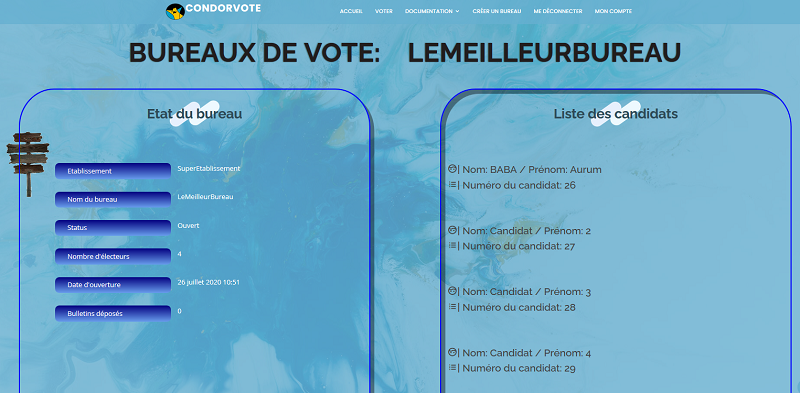 CONDORVOTE
ACCUEIL VOTER DOCUMENTATION CRÉER UN BUREAU ME DÉCONNECTER MON COMPTE
BUREAUX DE VOTE: LEMEILLEURBUREAU
Etat du bureau
Etablissement SuperEtablissement
Nom du bureau LeMeilleurBureau
Status Ouvert
Nombre d'électeurs 4
Date d'ouverture 26 juillet 2020 10:51
Bulletins déposés 0
Liste des candidats
| Nom: BABA / Prénom: Aurum
| Numéro du candidat: 26
| Nom: Candidat / Prénom: 2
| Numéro du candidat: 27
| Nom: Candidat / Prénom: 3
| Numéro du candidat: 28
| Nom: Candidat / Prénom: 4
| Numéro du candidat: 29